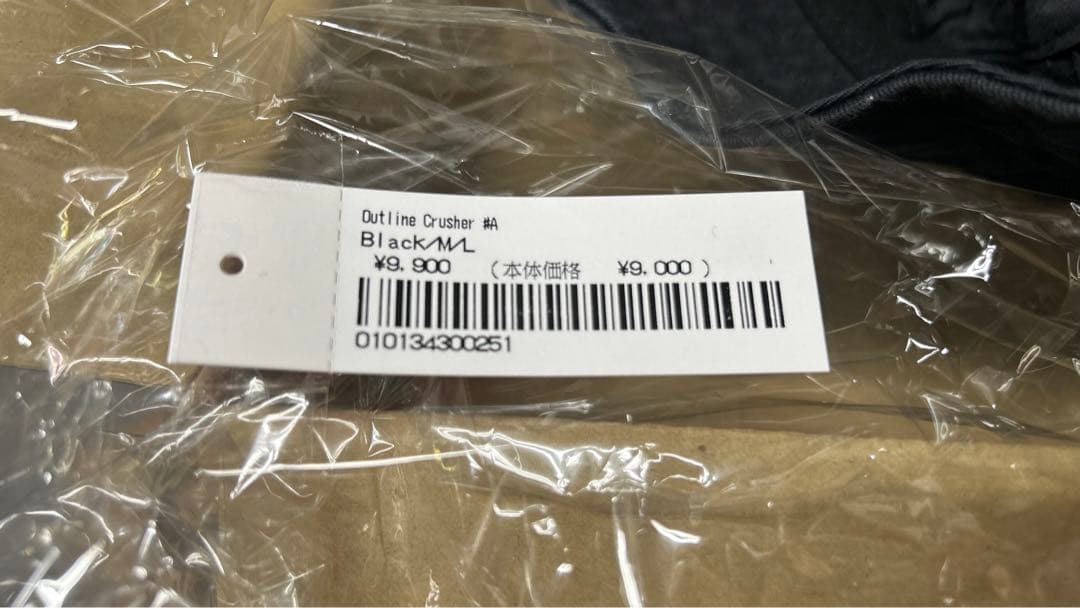 Outline Crusher #A
Black/M/L
¥9,900 (本体価格 ¥9,000)
010134300251